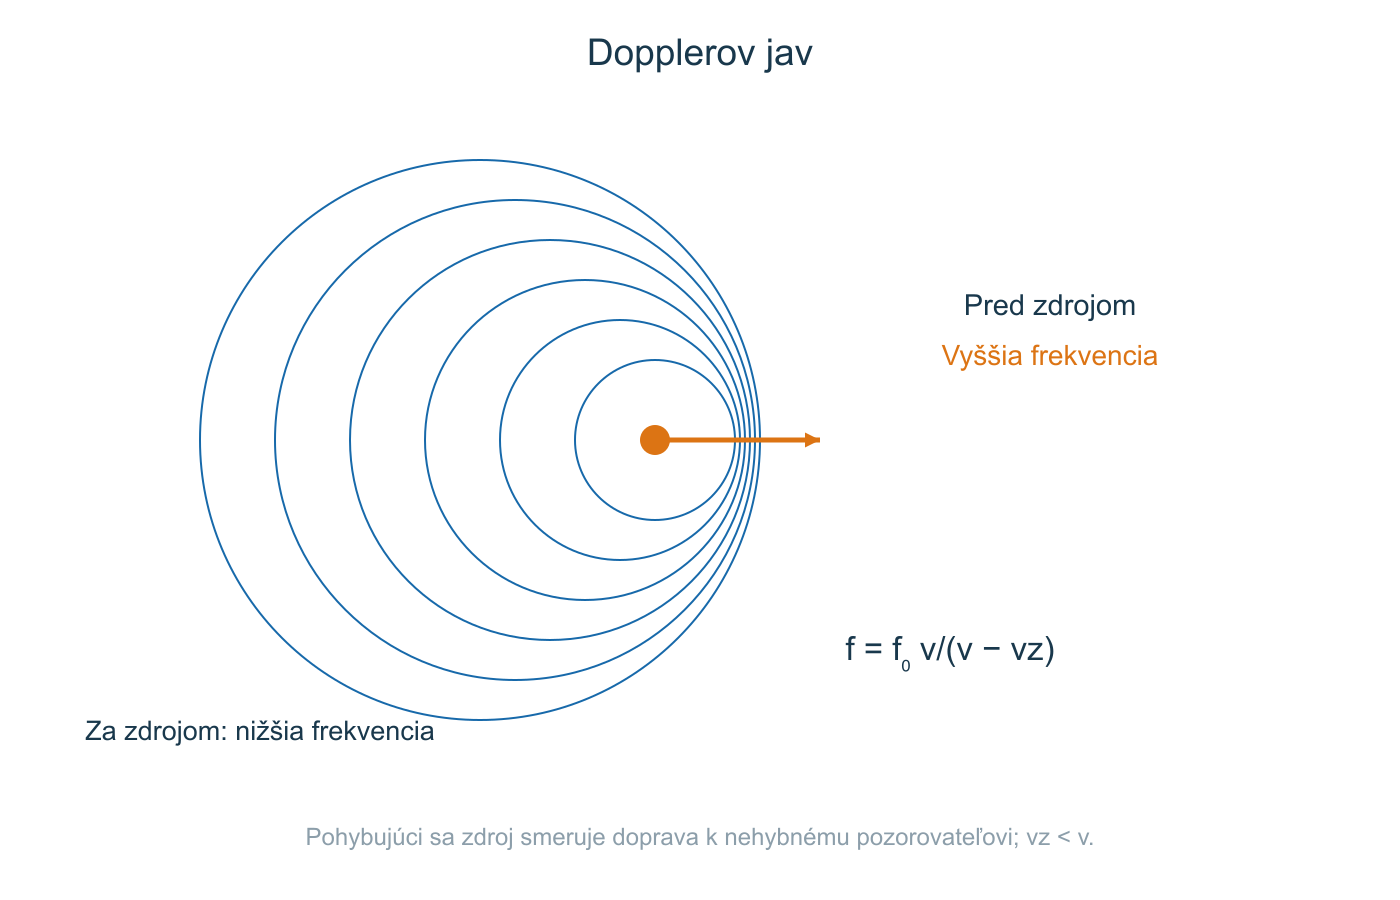 Dopplerov jav
Pred zdrojom
Vyššia frekvencia
f = f₀ v/(v − vz)
Za zdrojom: nižšia frekvencia
Pohybujúci sa zdroj smeruje doprava k nehybnému pozorovateľovi; vz < v.